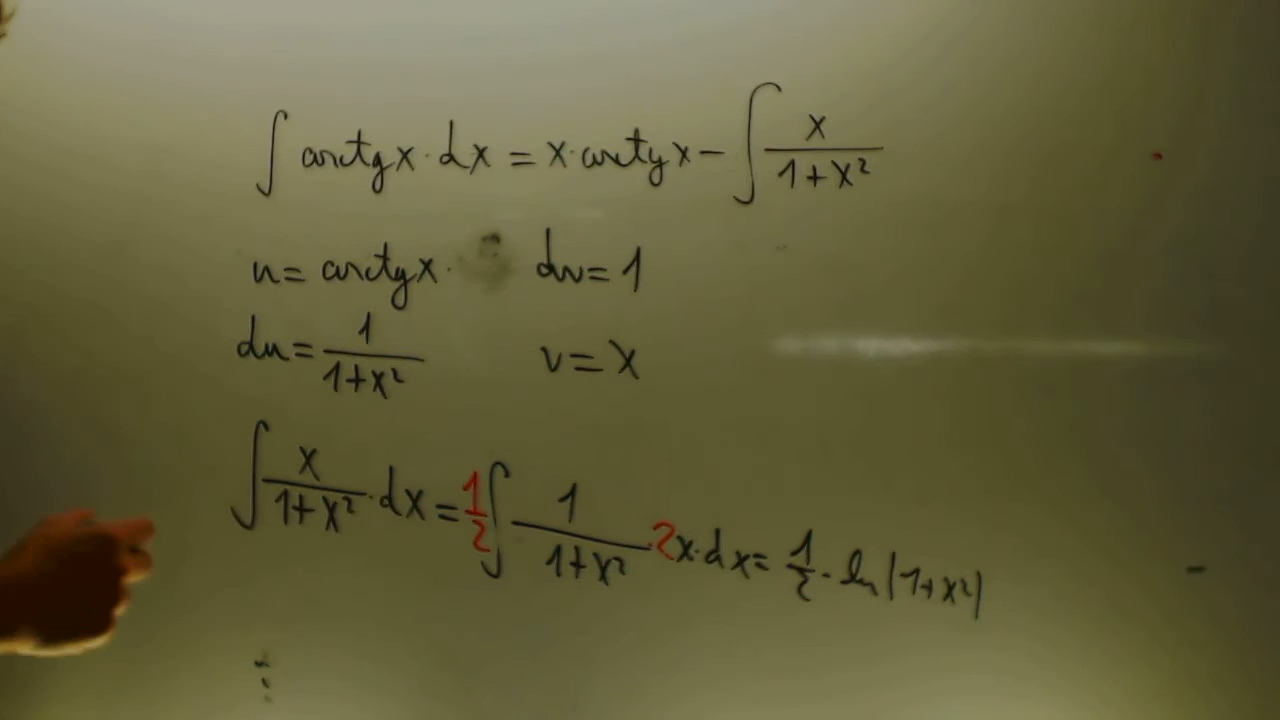 ∫ arctg x · dx = x · arctg x − ∫ x/(1+x²)
u = arctg x · dv = 1
du = 1/(1+x²) v = x
∫ x/(1+x²) · dx = 1/2 ∫ 1/(1+x²) · 2x · dx = 1/2 · ln|1+x²|